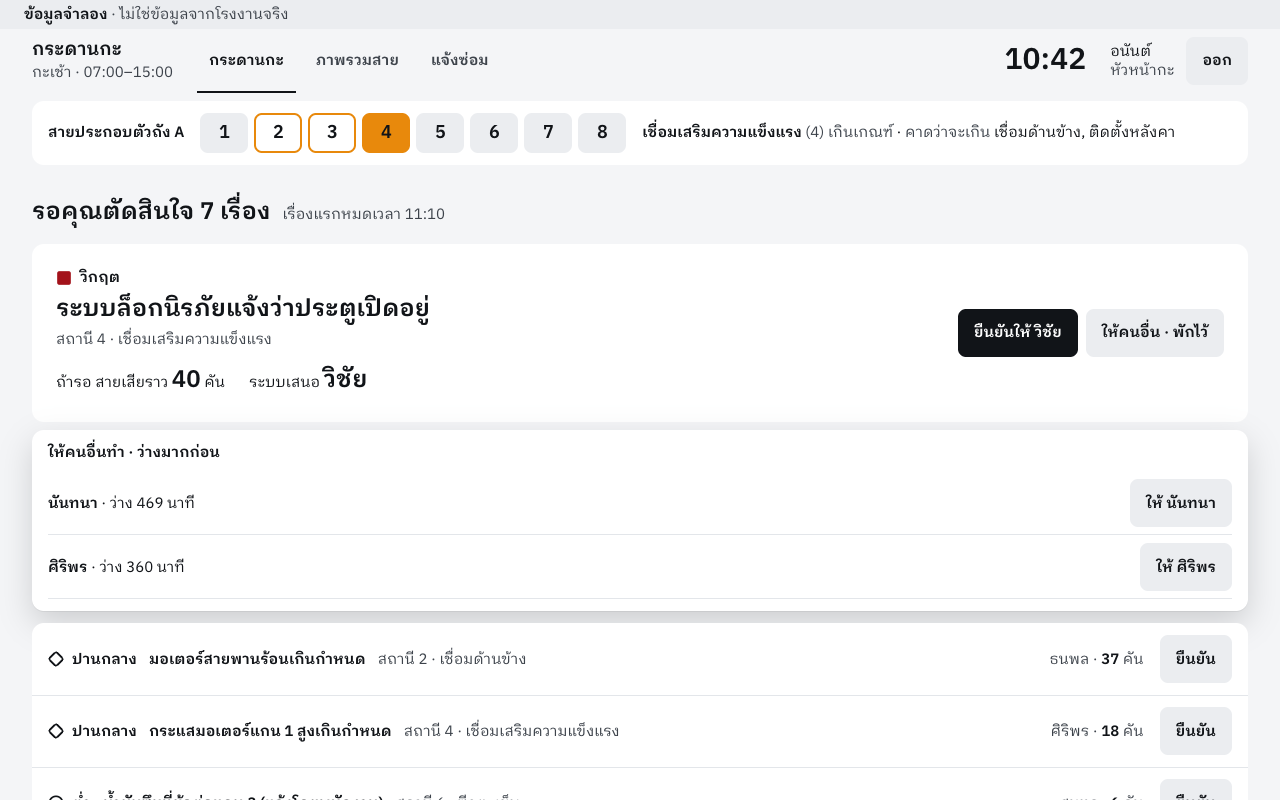 ข้อมูลจำลอง · ไม่ใช่ข้อมูลจากโรงงานจริง
กระดานกะ
กะเช้า · 07:00–15:00
กระดานกะ ภาพรวมสาย แจ้งซ่อม
10:42
อนันต์
หัวหน้ากะ
ออก
สายประกอบตัวถัง A 1 2 3 4 5 6 7 8 เชื่อมเสริมความแข็งแรง (4) เกินเกณฑ์ · คาดว่าจะเกิน เชื่อมด้านข้าง, ติดตั้งหลังคา
รอคุณตัดสินใจ 7 เรื่อง เรื่องแรกหมดเวลา 11:10
วิกฤต
ระบบล็อกนิรภัยแจ้งว่าประตูเปิดอยู่
สถานี 4 · เชื่อมเสริมความแข็งแรง
ถ้ารอ สายเสียราว 40 คัน ระบบเสนอ วิชัย
ยืนยันให้ วิชัย ให้คนอื่น · พักไว้
ให้คนอื่นทำ · ว่างมากก่อน
นันทนา · ว่าง 469 นาที ให้ นันทนา
ศิริพร · ว่าง 360 นาที ให้ ศิริพร
ปานกลาง มอเตอร์สายพานร้อนเกินกำหนด สถานี 2 · เชื่อมด้านข้าง ธนพล · 37 คัน ยืนยัน
ปานกลาง กระแสมอเตอร์แกน 1 สูงเกินกำหนด สถานี 4 · เชื่อมเสริมความแข็งแรง ศิริพร · 18 คัน ยืนยัน